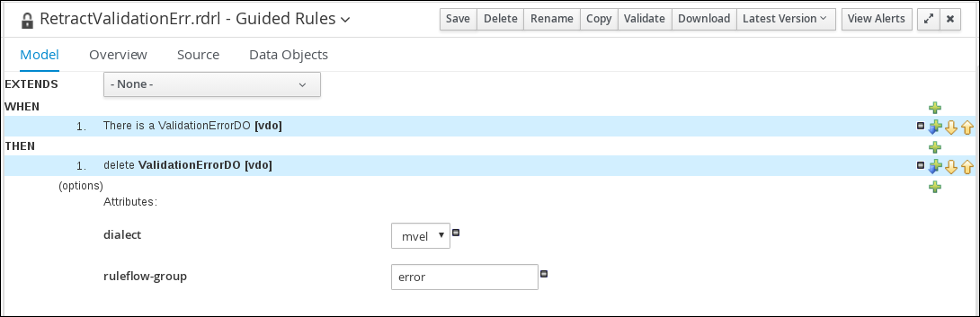 RetractValidationErr.rdrl - Guided Rules Save Delete Rename Copy Validate Download Latest Version View Alerts
Model Overview Source Data Objects
EXTENDS - None -
WHEN
1. There is a ValidationErrorDO [vdo]
THEN
1. delete ValidationErrorDO [vdo]
(options)
Attributes:
dialect mvel
ruleflow-group error